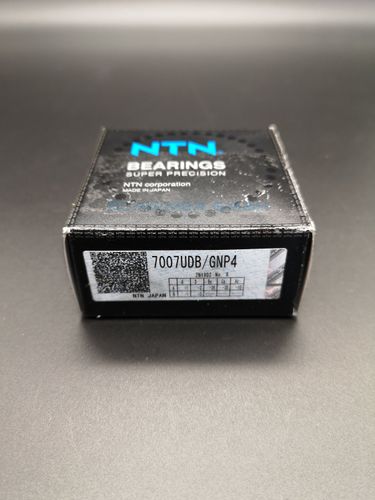 NTN
BEARINGS
SUPER PRECISION
NTN corporation
MADE IN JAPAN
7007UDB/GNP4
NTN JAPAN